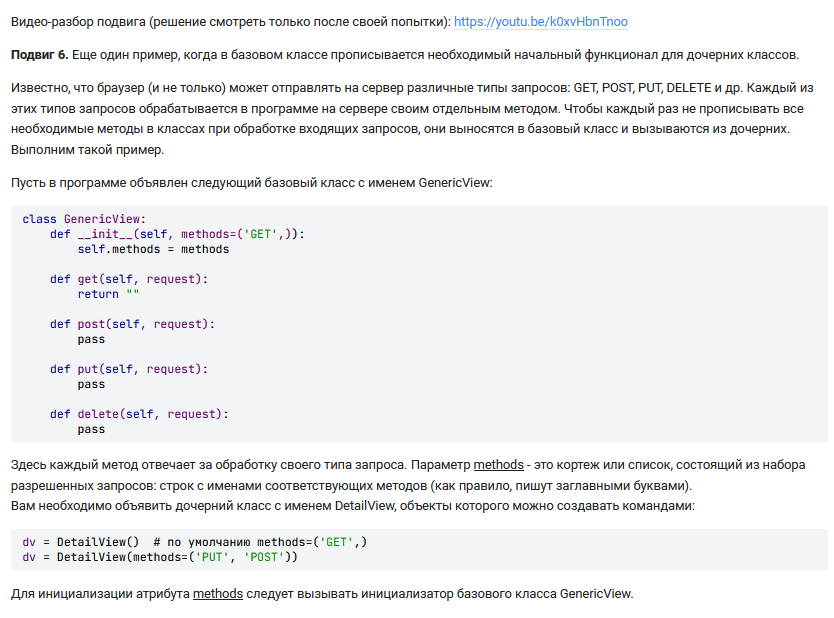 Видео-разбор подвига (решение смотреть только после своей попытки): https://youtu.be/k0xvHbnTnoo
Подвиг 6. Еще один пример, когда в базовом классе прописывается необходимый начальный функционал для дочерних классов.
Известно, что браузер (и не только) может отправлять на сервер различные типы запросов: GET, POST, PUT, DELETE и др. Каждый из
этих типов запросов обрабатывается в программе на сервере своим отдельным методом. Чтобы каждый раз не прописывать все
необходимые методы в классах при обработке входящих запросов, они выносятся в базовый класс и вызываются из дочерних.
Выполним такой пример.
Пусть в программе объявлен следующий базовый класс с именем GenericView:
class GenericView:
    def __init__(self, methods=('GET',)):
        self.methods = methods
    def get(self, request):
        return ""
    def post(self, request):
        pass
    def put(self, request):
        pass
    def delete(self, request):
        pass
Здесь каждый метод отвечает за обработку своего типа запроса. Параметр methods - это кортеж или список, состоящий из набора
разрешенных запросов: строк с именами соответствующих методов (как правило, пишут заглавными буквами).
Вам необходимо объявить дочерний класс с именем DetailView, объекты которого можно создавать командами:
dv = DetailView()  # по умолчанию methods=('GET',)
dv = DetailView(methods=('PUT', 'POST'))
Для инициализации атрибута methods следует вызывать инициализатор базового класса GenericView.